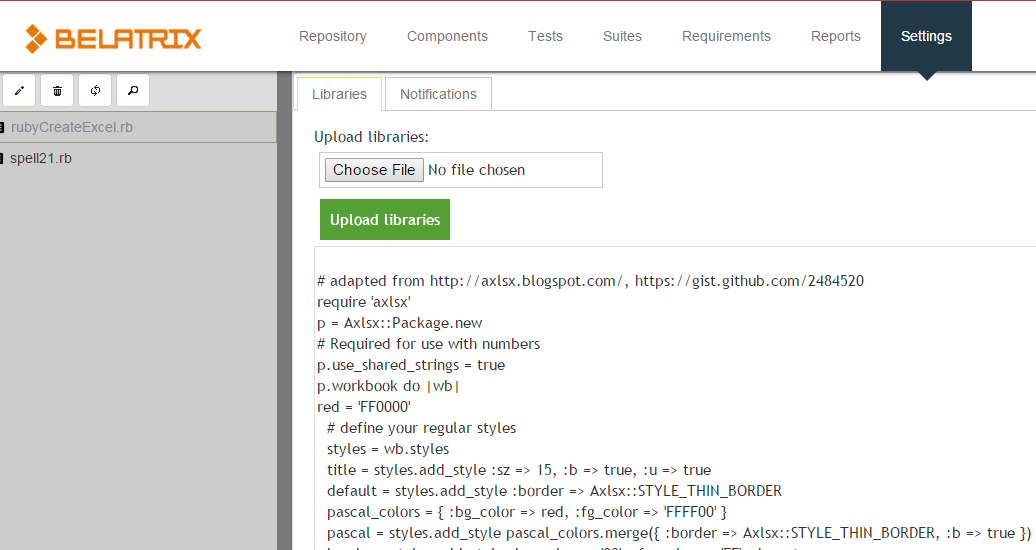 BELATRIX
Repository
Components
Tests
Suites
Requirements
Reports
Settings
rubyCreateExcel.rb
spell21.rb
Libraries
Notifications
Upload libraries:
Choose File No file chosen
Upload libraries
# adapted from http://axlsx.blogspot.com/, https://gist.github.com/2484520
require 'axlsx'
p = Axlsx::Package.new
# Required for use with numbers
p.use_shared_strings = true
p.workbook do |wb|
red = 'FF0000'
# define your regular styles
styles = wb.styles
title = styles.add_style :sz => 15, :b => true, :u => true
default = styles.add_style :border => Axlsx::STYLE_THIN_BORDER
pascal_colors = { :bg_color => red, :fg_color => 'FFFF00' }
pascal = styles.add_style pascal_colors.merge({ :border => Axlsx::STYLE_THIN_BORDER, :b => true })